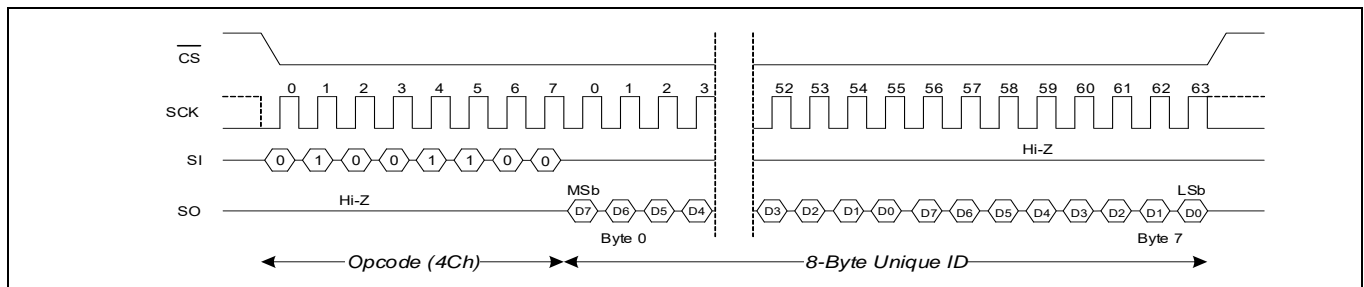 CS
0 1 2 3 4 5 6 7 0 1 2 3 52 53 54 55 56 57 58 59 60 61 62 63
SCK
SI 0 1 0 0 1 1 0 0 Hi-Z
SO Hi-Z MSb LSb
D7 D6 D5 D4 D3 D2 D1 D0 D7 D6 D5 D4 D3 D2 D1 D0
Byte 0 Byte 7
Opcode (4Ch) 8-Byte Unique ID